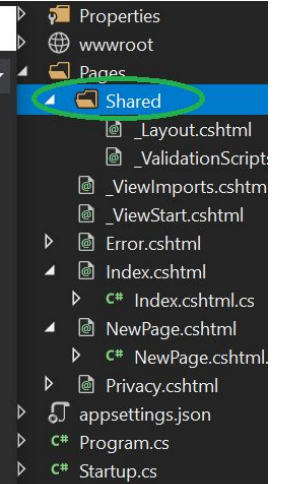 Properties
wwwroot
Pages
Shared
_Layout.cshtml
_ValidationScripts
_ViewImports.cshtm
_ViewStart.cshtml
Error.cshtml
Index.cshtml
C# Index.cshtml.cs
NewPage.cshtml
C# NewPage.cshtml.
Privacy.cshtml
appsettings.json
C# Program.cs
C# Startup.cs